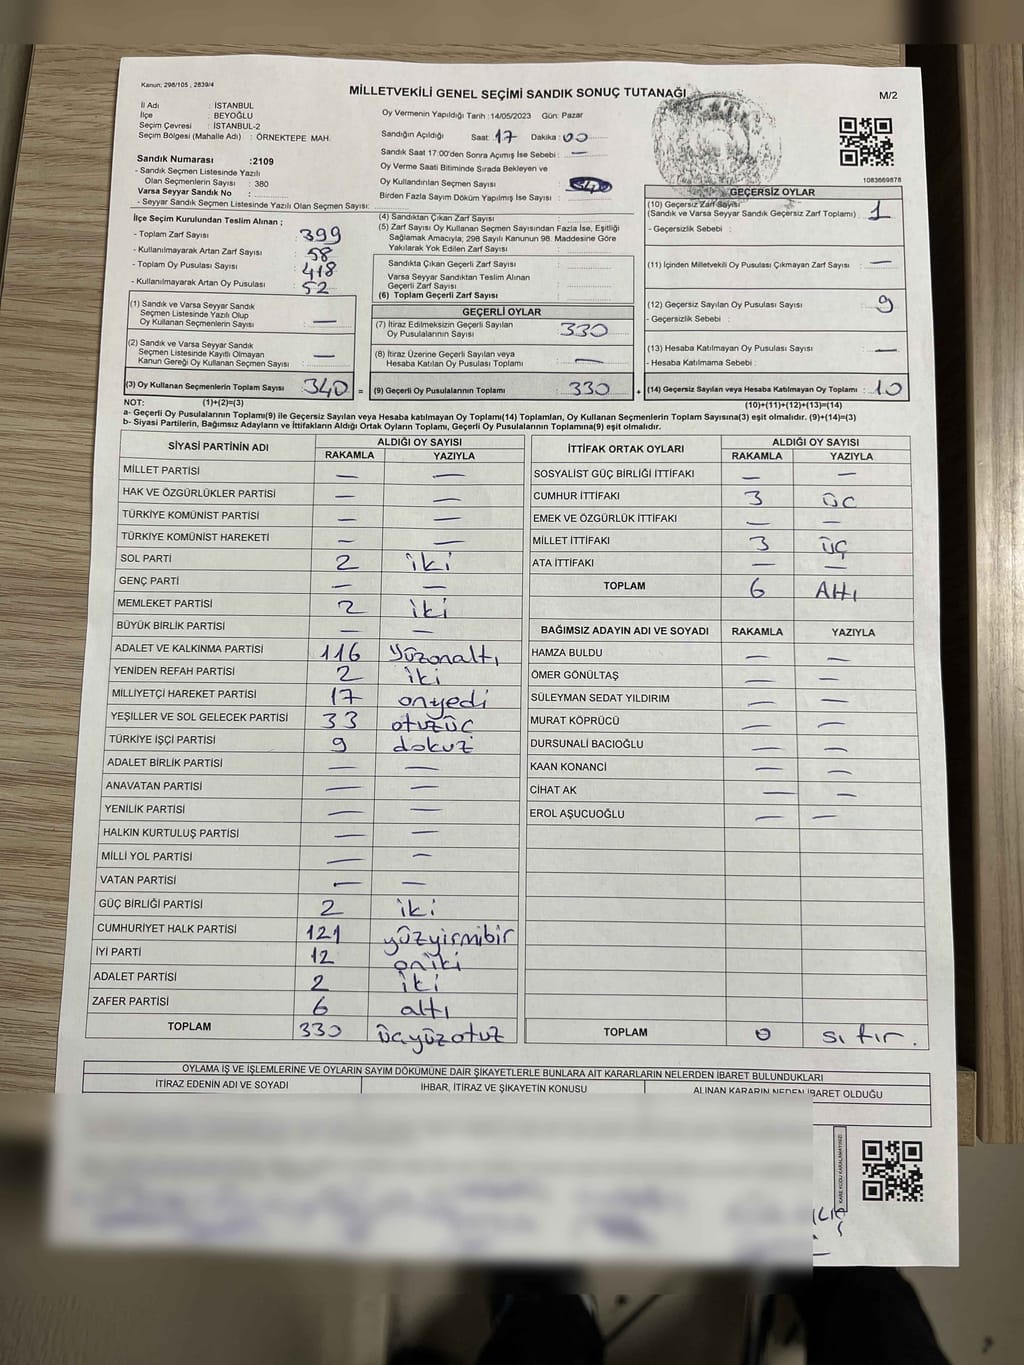 Kanun; 298/105 , 2839/4
MİLLETVEKİLİ GENEL SEÇİMİ SANDIK SONUÇ TUTANAĞI
M/2
İl Adı : İSTANBUL
İlçe : BEYOĞLU
Seçim Çevresi : İSTANBUL-2
Seçim Bölgesi (Mahalle Adı) : ÖRNEKTEPE MAH.
Sandık Numarası :2109
- Sandık Seçmen Listesinde Yazılı
Olan Seçmenlerin Sayısı : 380
Varsa Seyyar Sandık No :
- Seyyar Sandık Seçmen Listesinde Yazılı Olan Seçmenlerin Sayısı:
Oy Vermenin Yapıldığı Tarih : 14/05/2023 Gün: Pazar
Sandığın Açıldığı Saat: 17 Dakika : 00
Sandık Saat 17:00'den Sonra Açımış İse Sebebi : —
Oy Verme Saati Bitiminde Sırada Bekleyen ve
Oy Kullandırılan Seçmen Sayısı
Birden Fazla Sayım Döküm Yapılmış İse Sayısı :
1083669878
İlçe Seçim Kurulundan Teslim Alınan ;
- Toplam Zarf Sayısı : 399
- Kullanılmayarak Artan Zarf Sayısı : 58
- Toplam Oy Pusulası Sayısı : 418
- Kullanılmayarak Artan Oy Pusulası : 52
(1) Sandık ve Varsa Seyyar Sandık
Seçmen Listesinde Yazılı Olup
Oy Kullanan Seçmenlerin Sayısı : —
(2) Sandık ve Varsa Seyyar Sandık
Seçmen Listesinde Kayıtlı Olmayan
Kanun Gereği Oy Kullanan Seçmen Sayısı : —
(3) Oy Kullanan Seçmenlerin Toplam Sayısı 340 =
(4) Sandıktan Çıkan Zarf Sayısı :
(5) Zarf Sayısı Oy Kullanan Seçmen Sayısından Fazla İse, Eşitliği
Sağlamak Amacıyla, 298 Sayılı Kanunun 98. Maddesine Göre
Yakılarak Yok Edilen Zarf Sayısı :
Sandıkta Çıkan Geçerli Zarf Sayısı :
Varsa Seyyar Sandıktan Teslim Alınan
Geçerli Zarf Sayısı :
(6) Toplam Geçerli Zarf Sayısı :
GEÇERLİ OYLAR
(7) İtiraz Edilmeksizin Geçerli Sayılan
Oy Pusulalarının Sayısı : 330
(8) İtiraz Üzerine Geçerli Sayılan veya
Hesaba Katılan Oy Pusulası Toplamı : —
(9) Geçerli Oy Pusulalarının Toplamı : 330 +
GEÇERSİZ OYLAR
(10) Geçersiz Zarf Sayısı
(Sandık ve Varsa Seyyar Sandık Geçersiz Zarf Toplamı) : 1
- Geçersizlik Sebebi :
(11) İçinden Milletvekili Oy Pusulası Çıkmayan Zarf Sayısı : —
(12) Geçersiz Sayılan Oy Pusulası Sayısı : 9
- Geçersizlik Sebebi :
(13) Hesaba Katılmayan Oy Pusulası Sayısı : —
- Hesaba Katılmama Sebebi :
(14) Geçersiz Sayılan veya Hesaba Katılmayan Oy Toplamı : 10
NOT: (1)+(2)=(3) (10)+(11)+(12)+(13)=(14)
a- Geçerli Oy Pusulalarının Toplamı(9) ile Geçersiz Sayılan veya Hesaba katılmayan Oy Toplamı(14) Toplamları, Oy Kullanan Seçmenlerin Toplam Sayısına(3) eşit olmalıdır. (9)+(14)=(3)
b- Siyasi Partilerin, Bağımsız Adayların ve İttifakların Aldığı Ortak Oyların Toplamı, Geçerli Oy Pusulalarının Toplamına(9) eşit olmalıdır.
SİYASİ PARTİNİN ADI ALDIĞI OY SAYISI
RAKAMLA YAZIYLA
MİLLET PARTİSİ — —
HAK VE ÖZGÜRLÜKLER PARTİSİ — —
TÜRKİYE KOMÜNİST PARTİSİ — —
TÜRKİYE KOMÜNİST HAREKETİ — —
SOL PARTİ 2 iki
GENÇ PARTİ — —
MEMLEKET PARTİSİ 2 iki
BÜYÜK BİRLİK PARTİSİ — —
ADALET VE KALKINMA PARTİSİ 116 yüzonaltı
YENİDEN REFAH PARTİSİ 2 iki
MİLLİYETÇİ HAREKET PARTİSİ 17 onyedi
YEŞİLLER VE SOL GELECEK PARTİSİ 33 otuzüç
TÜRKİYE İŞÇİ PARTİSİ 9 dokuz
ADALET BİRLİK PARTİSİ — —
ANAVATAN PARTİSİ — —
YENİLİK PARTİSİ — —
HALKIN KURTULUŞ PARTİSİ — —
MİLLİ YOL PARTİSİ — —
VATAN PARTİSİ — —
GÜÇ BİRLİĞİ PARTİSİ 2 iki
CUMHURİYET HALK PARTİSİ 121 yüzyirmibir
İYİ PARTİ 12 oniki
ADALET PARTİSİ 2 iki
ZAFER PARTİSİ 6 altı
TOPLAM 330 üçyüzotuz
İTTİFAK ORTAK OYLARI ALDIĞI OY SAYISI
RAKAMLA YAZIYLA
SOSYALİST GÜÇ BİRLİĞİ İTTİFAKI — —
CUMHUR İTTİFAKI 3 üc
EMEK VE ÖZGÜRLÜK İTTİFAKI — —
MİLLET İTTİFAKI 3 üç
ATA İTTİFAKI — —
TOPLAM 6 Altı
BAĞIMSIZ ADAYIN ADI VE SOYADI RAKAMLA YAZIYLA
HAMZA BULDU — —
ÖMER GÖNÜLTAŞ — —
SÜLEYMAN SEDAT YILDIRIM — —
MURAT KÖPRÜCÜ — —
DURSUNALİ BACIOĞLU — —
KAAN KONANCİ — —
CİHAT AK — —
EROL AŞUCUOĞLU — —
TOPLAM 0 sıfır.
OYLAMA İŞ VE İŞLEMLERİNE VE OYLARIN SAYIM DÖKÜMÜNE DAİR ŞİKAYETLERLE BUNLARA AİT KARARLARIN NELERDEN İBARET BULUNDUKLARI
İTİRAZ EDENİN ADI VE SOYADI İHBAR, İTİRAZ VE ŞİKAYETİN KONUSU ALINAN KARARIN NEDEN İBARET OLDUĞU
KARE KODU KARALAMAYINIZ!